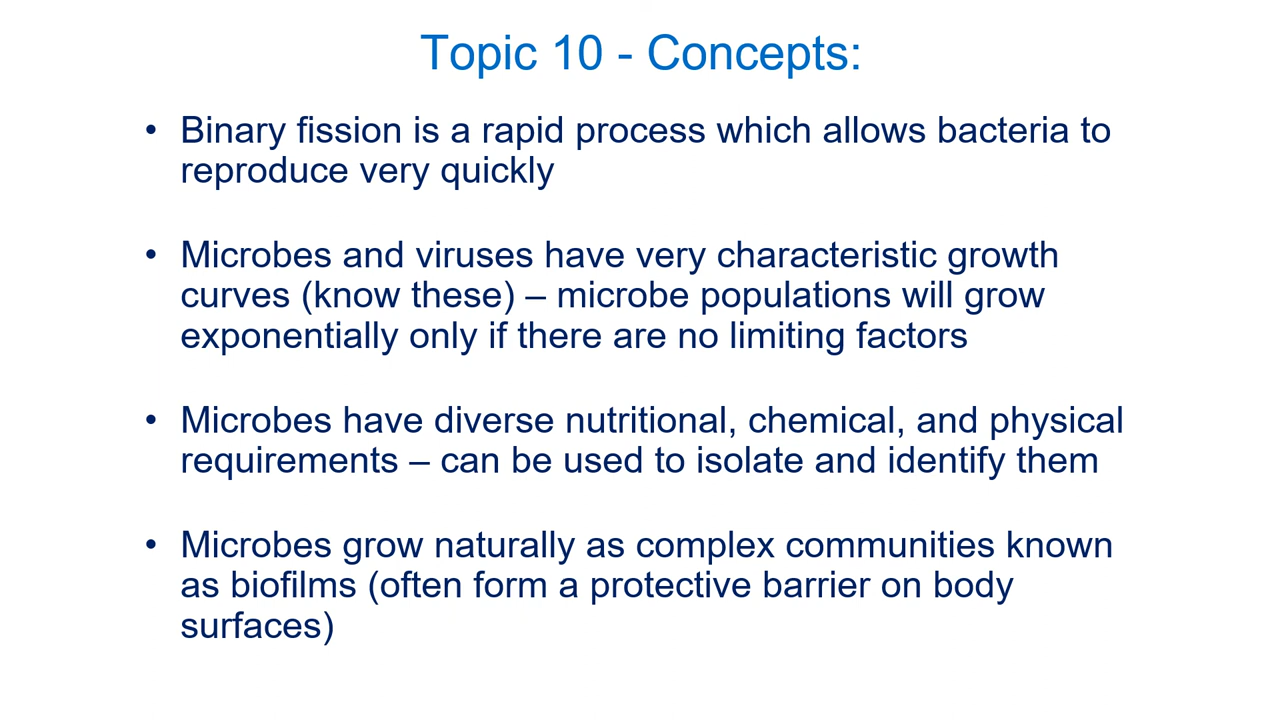 Topic 10 - Concepts:
• Binary fission is a rapid process which allows bacteria to
reproduce very quickly
• Microbes and viruses have very characteristic growth
curves (know these) – microbe populations will grow
exponentially only if there are no limiting factors
• Microbes have diverse nutritional, chemical, and physical
requirements – can be used to isolate and identify them
• Microbes grow naturally as complex communities known
as biofilms (often form a protective barrier on body
surfaces)